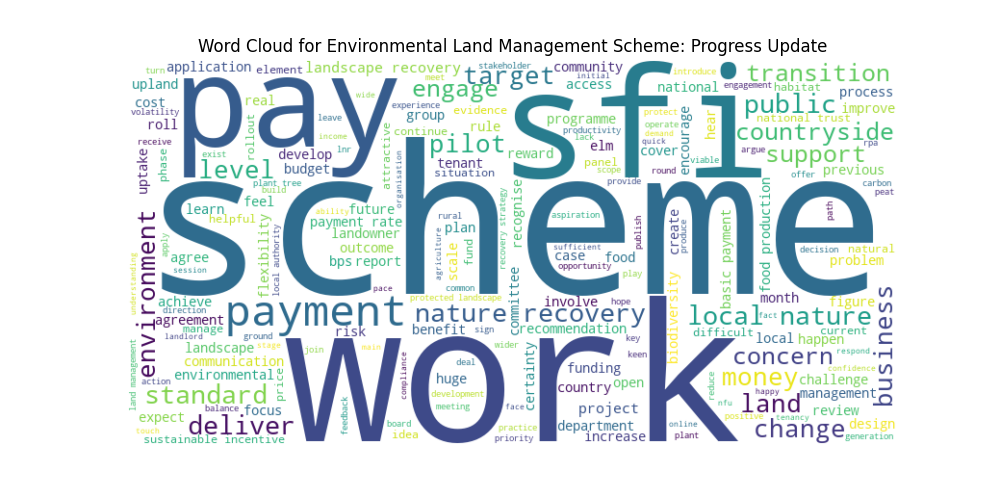 Word Cloud for Environmental Land Management Scheme: Progress Update
turn
application
element
landscape recovery
meet
target
stakeholder
initial
community
introduce
engagement
habitat
transition
upland
wide
engage
access
national
process
cost
volatility
real
pay
experience
group
evidence
programme
protect
public
improve
roll
rollout
leave
continue
rule
sfi
productivity
operate
national trust
receive
income
attractive
pilot
elm
lack
demand
quick
encourage
hear
countryside
uptake
phase
exist
lnr
develop
reward
panel
cover
argue
rpa
level
budget
tenant
situation
scope
round
viable
support
previous
plant tree
build
organisation
provide
offer
carbon
peat
learn
feel
helpful
ability
future
payment rate
scheme
recovery strategy
recognise
aspiration
publish
path
environment
apply
agree
session
flexibility
local authority
landowner
outcome
bps
report
agriculture
rural
plan
scale
fund
sufficient
case
food
opportunity
create
produce
basic payment
food production
decision
natural
problem
understanding
achieve
direction
pace
common
committee
play
biodiversity
agreement
protected landscape
involve
hope
month
figure
business
manage
landlord
ground
payment
risk
benefit
sign
nature recovery
recommendation
key
local
fact
nature
difficult
local
happen
current
land management
landscape
stage
join
main
work
wider
keen
respond
communication
concern
action
environmental
price
compliance
deal
huge
certainty
funding
country
open
reduce
money
confidence
challenge
management
standard
development
nfu
happy
expect
balance
focus
feedback
meeting
face
project
land
tenancy
review
touch
deliver
board
idea
practice
priority
department
online
positive
change
design
sustainable incentive
increase
plant
generation